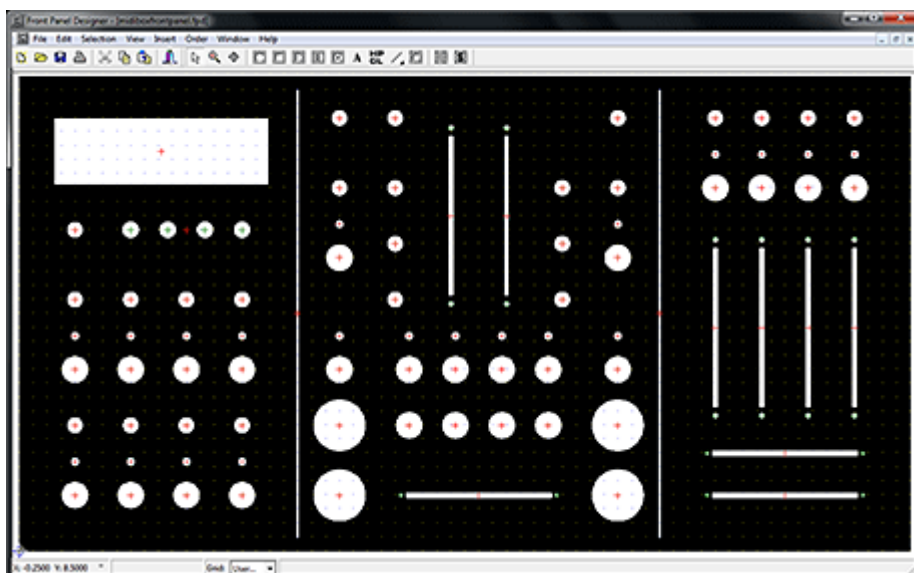 Front Panel Designer - [midiboxfrontpanel.fpd]
File Edit Selection View Insert Order Window Help
X: -0.2500 Y: 8.5000 ° Grid: User...